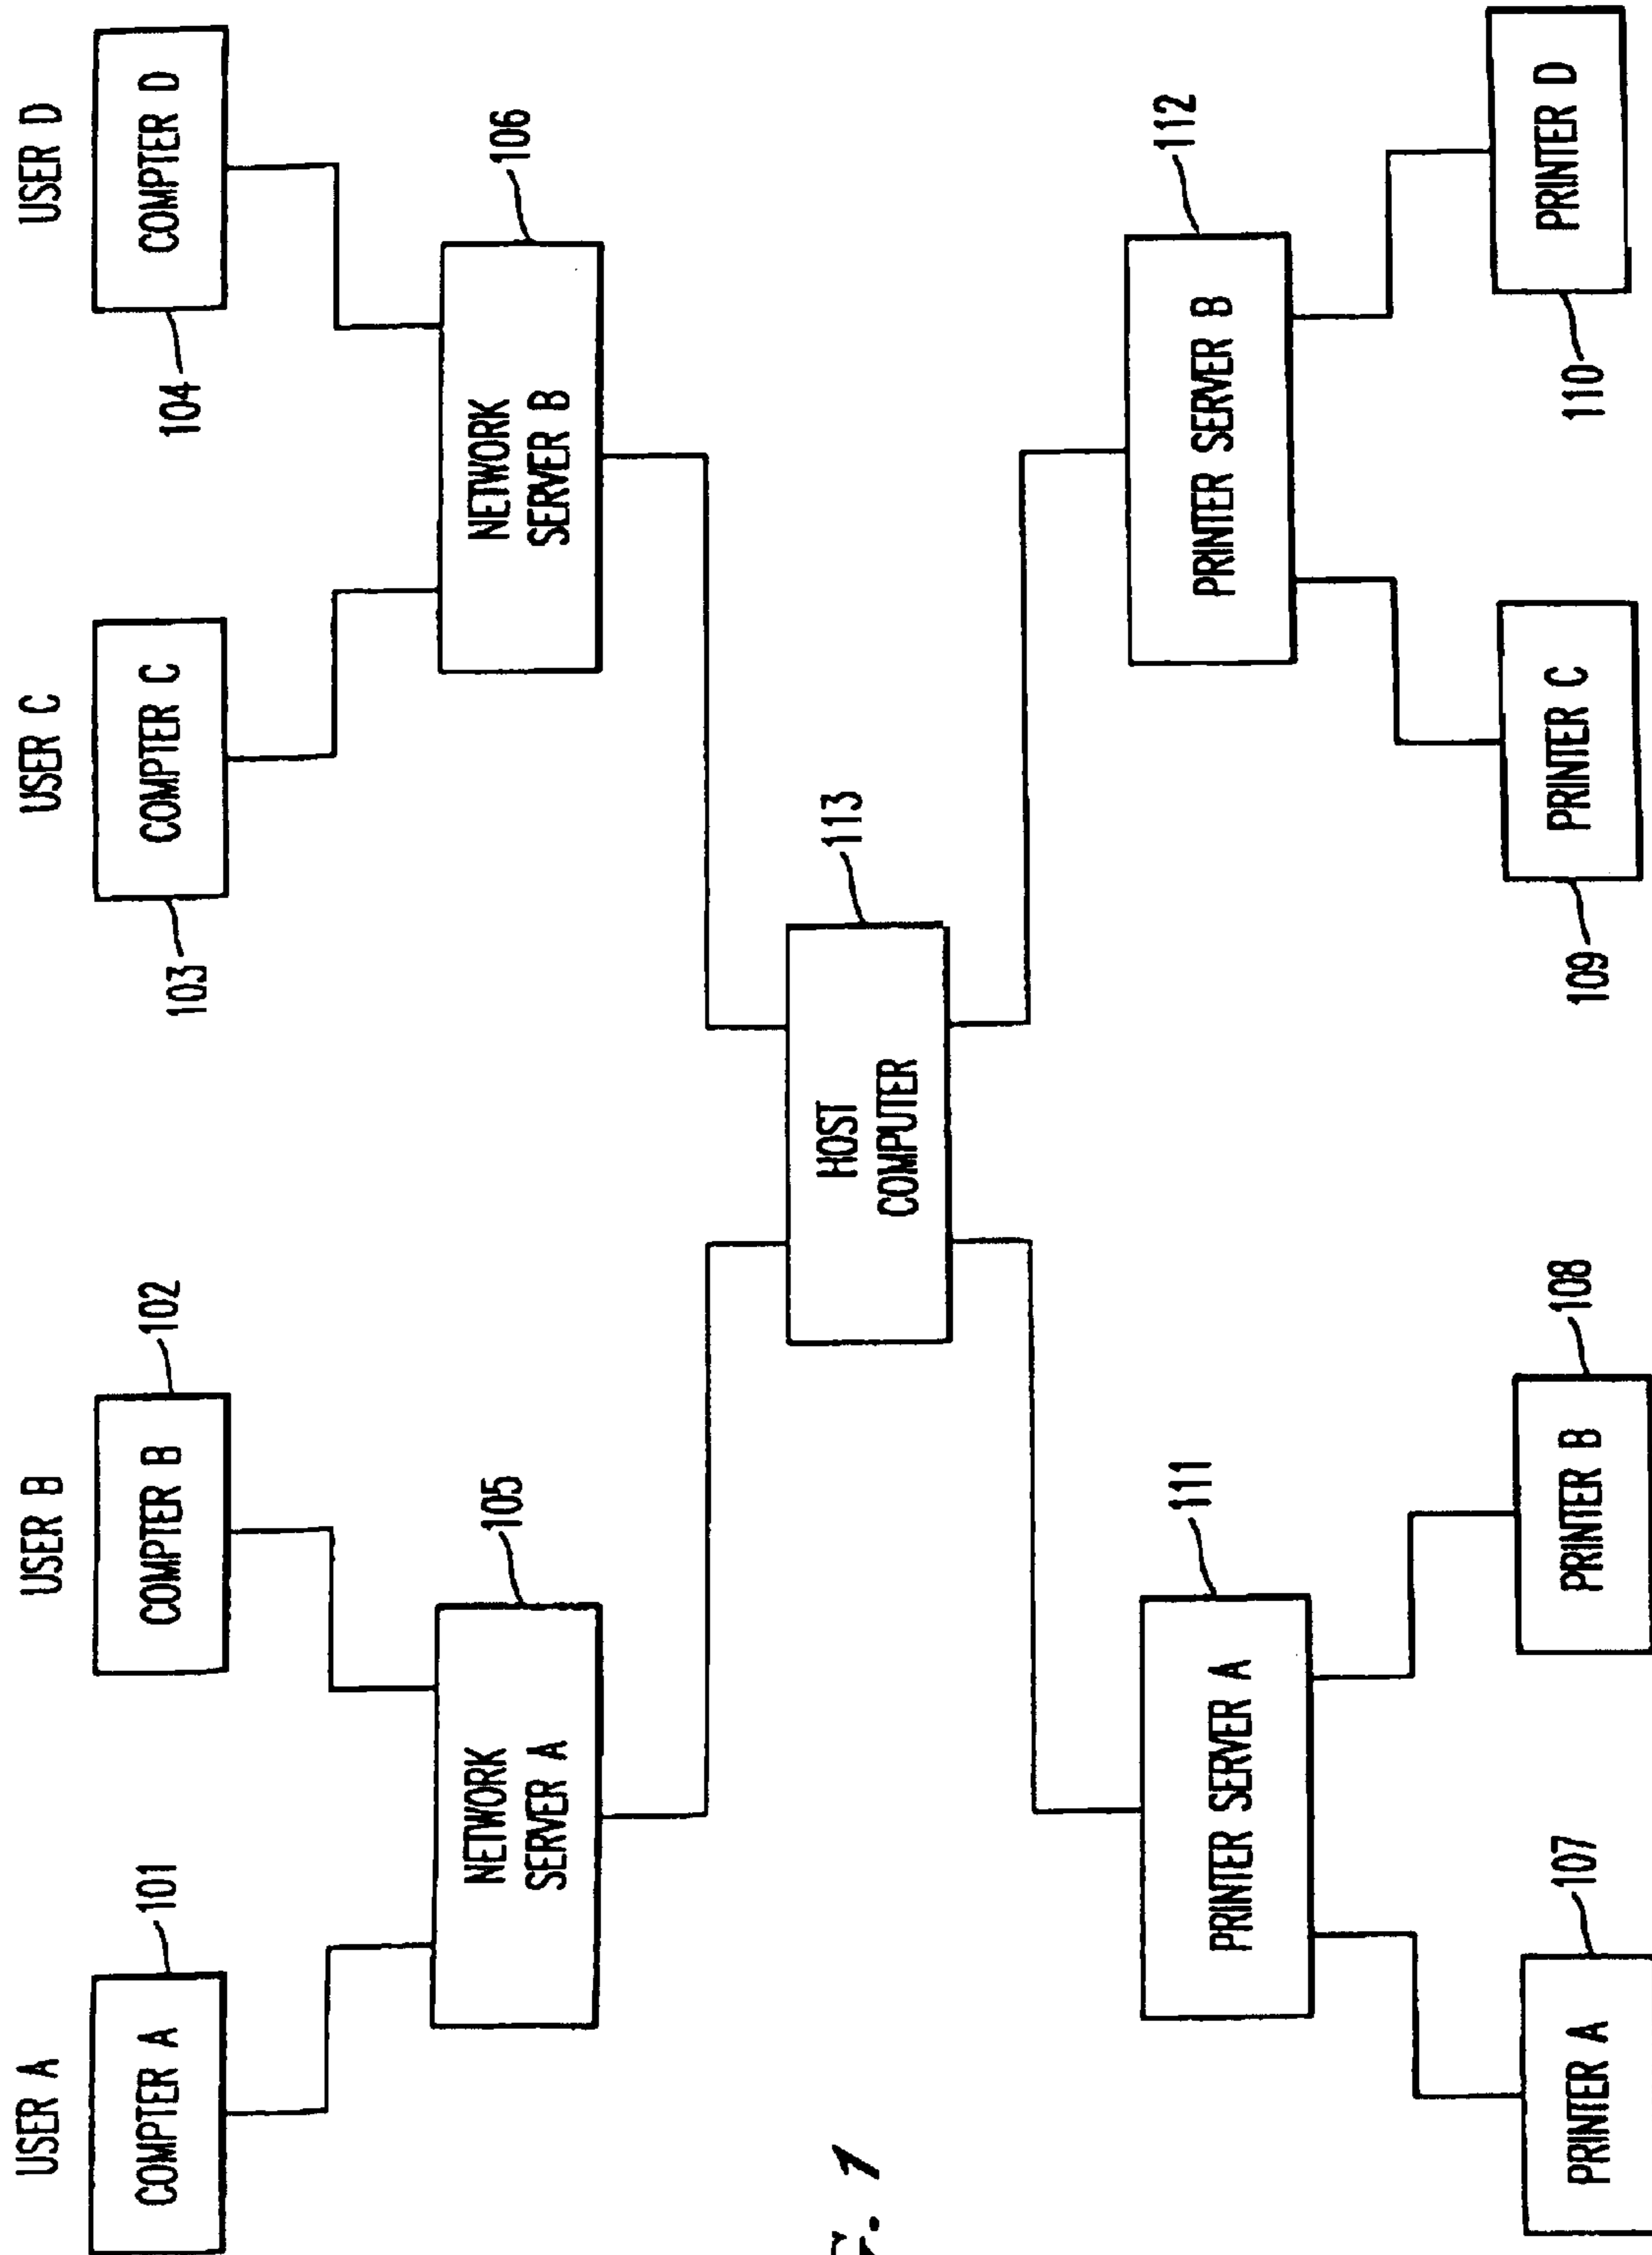 USER A
USER B
USER C
USER D
COMPTER A
101
COMPTER B
102
103
COMPTER C
104
COMPTER D
NETWORK
SERVER A
105
NETWORK
SERVER B
106
HOST
COMPUTER
113
PRINTER SERVER A
111
PRINTER SERVER B
112
PRINTER A
107
PRINTER B
108
109
PRINTER C
110
PRINTER D
1